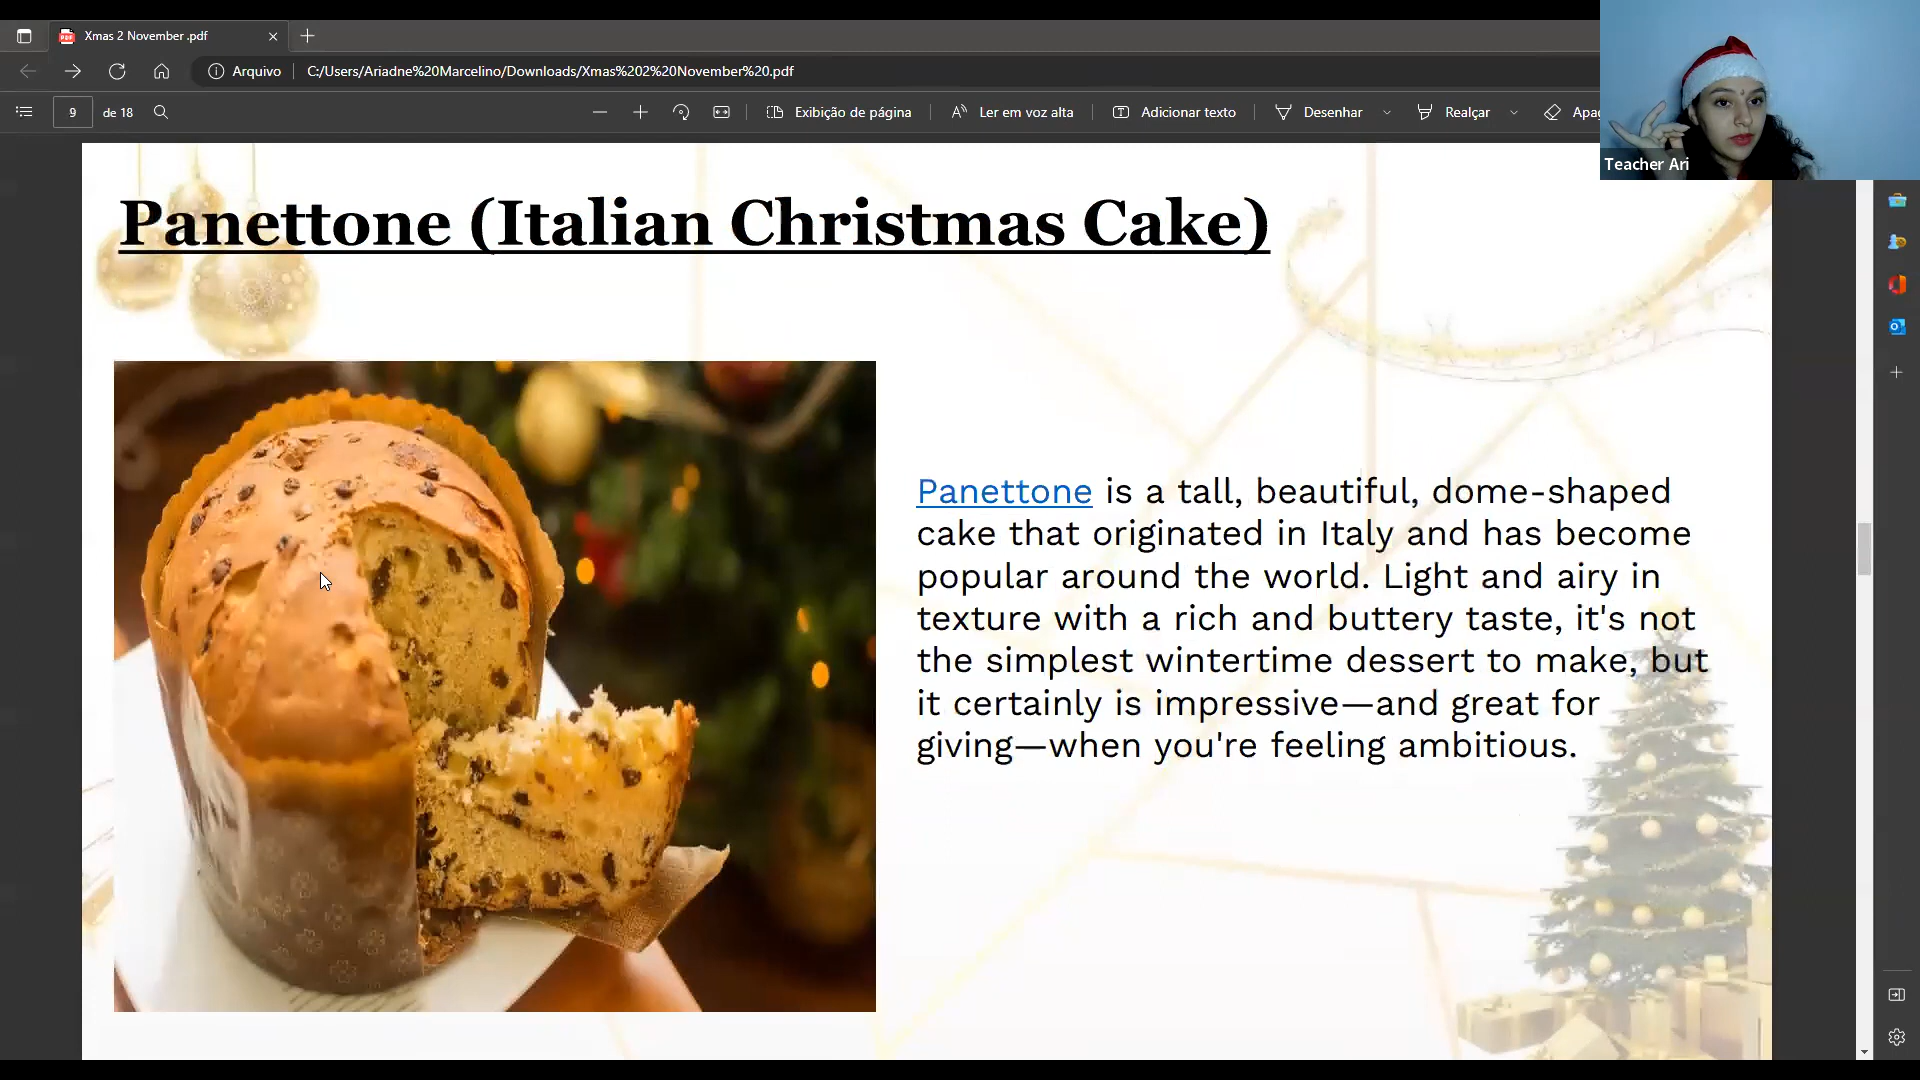 Xmas 2 November .pdf
Arquivo
C:/Users/Ariadne%20Marcelino/Downloads/Xmas%202%20November%20.pdf
9 de 18
Exibição de página
Ler em voz alta
Adicionar texto
Desenhar
Realçar
Apa
Teacher Ari
Panettone (Italian Christmas Cake)
Panettone is a tall, beautiful, dome-shaped
cake that originated in Italy and has become
popular around the world. Light and airy in
texture with a rich and buttery taste, it's not
the simplest wintertime dessert to make, but
it certainly is impressive—and great for
giving—when you're feeling ambitious.